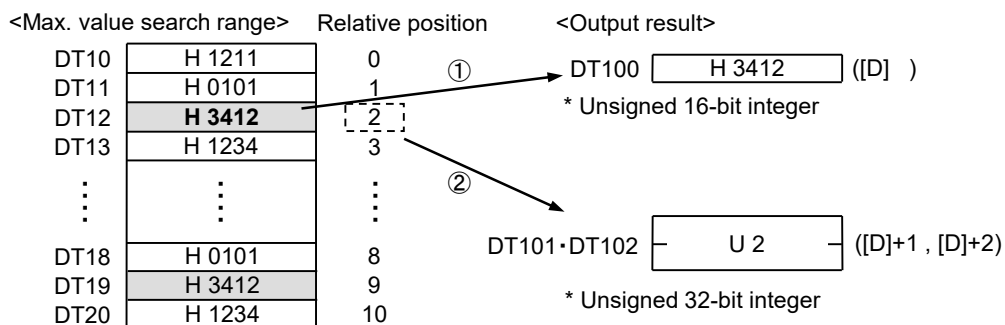 <Max. value search range> Relative position <Output result>
DT10 H 1211 0
① DT100 H 3412 ([D] )
DT11 H 0101 1
* Unsigned 16-bit integer
DT12 H 3412 2
DT13 H 1234 3
②
⋮ ⋮ ⋮
DT101・DT102 U 2 ([D]+1 , [D]+2)
DT18 H 0101 8
DT19 H 3412 9
* Unsigned 32-bit integer
DT20 H 1234 10